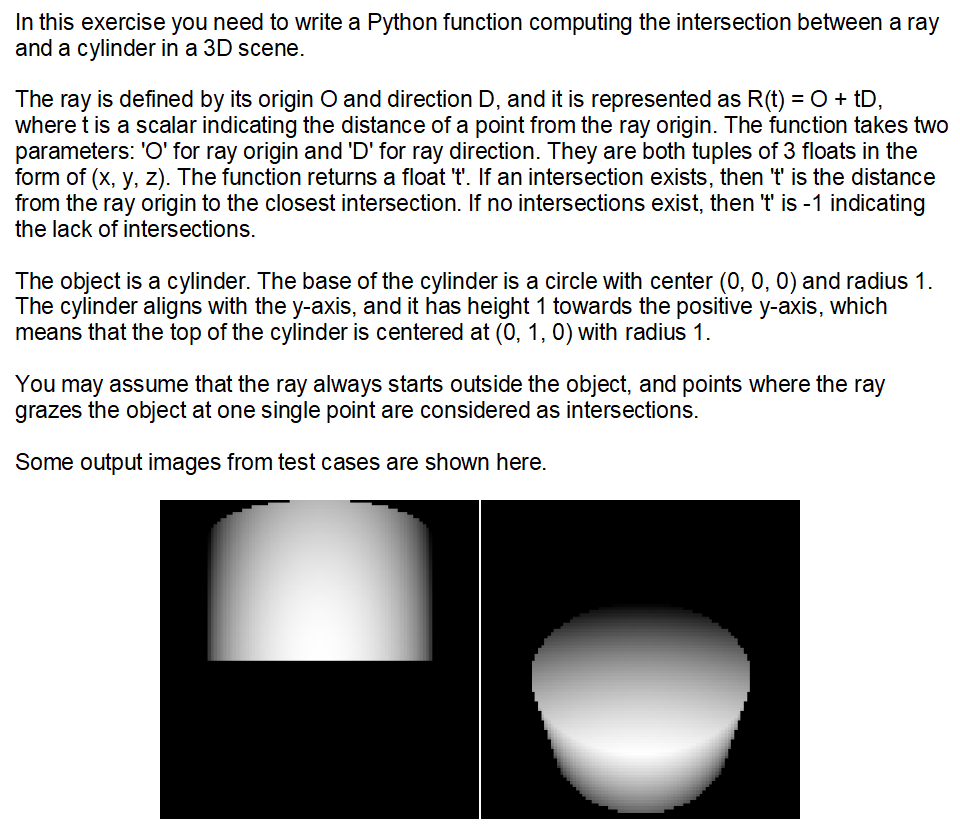 In this exercise you need to write a Python function computing the intersection between a ray
and a cylinder in a 3D scene.
The ray is defined by its origin O and direction D, and it is represented as R(t) = O + tD,
where t is a scalar indicating the distance of a point from the ray origin. The function takes two
parameters: 'O' for ray origin and 'D' for ray direction. They are both tuples of 3 floats in the
form of (x, y, z). The function returns a float 't'. If an intersection exists, then 't' is the distance
from the ray origin to the closest intersection. If no intersections exist, then 't' is -1 indicating
the lack of intersections.
The object is a cylinder. The base of the cylinder is a circle with center (0, 0, 0) and radius 1.
The cylinder aligns with the y-axis, and it has height 1 towards the positive y-axis, which
means that the top of the cylinder is centered at (0, 1, 0) with radius 1.
You may assume that the ray always starts outside the object, and points where the ray
grazes the object at one single point are considered as intersections.
Some output images from test cases are shown here.